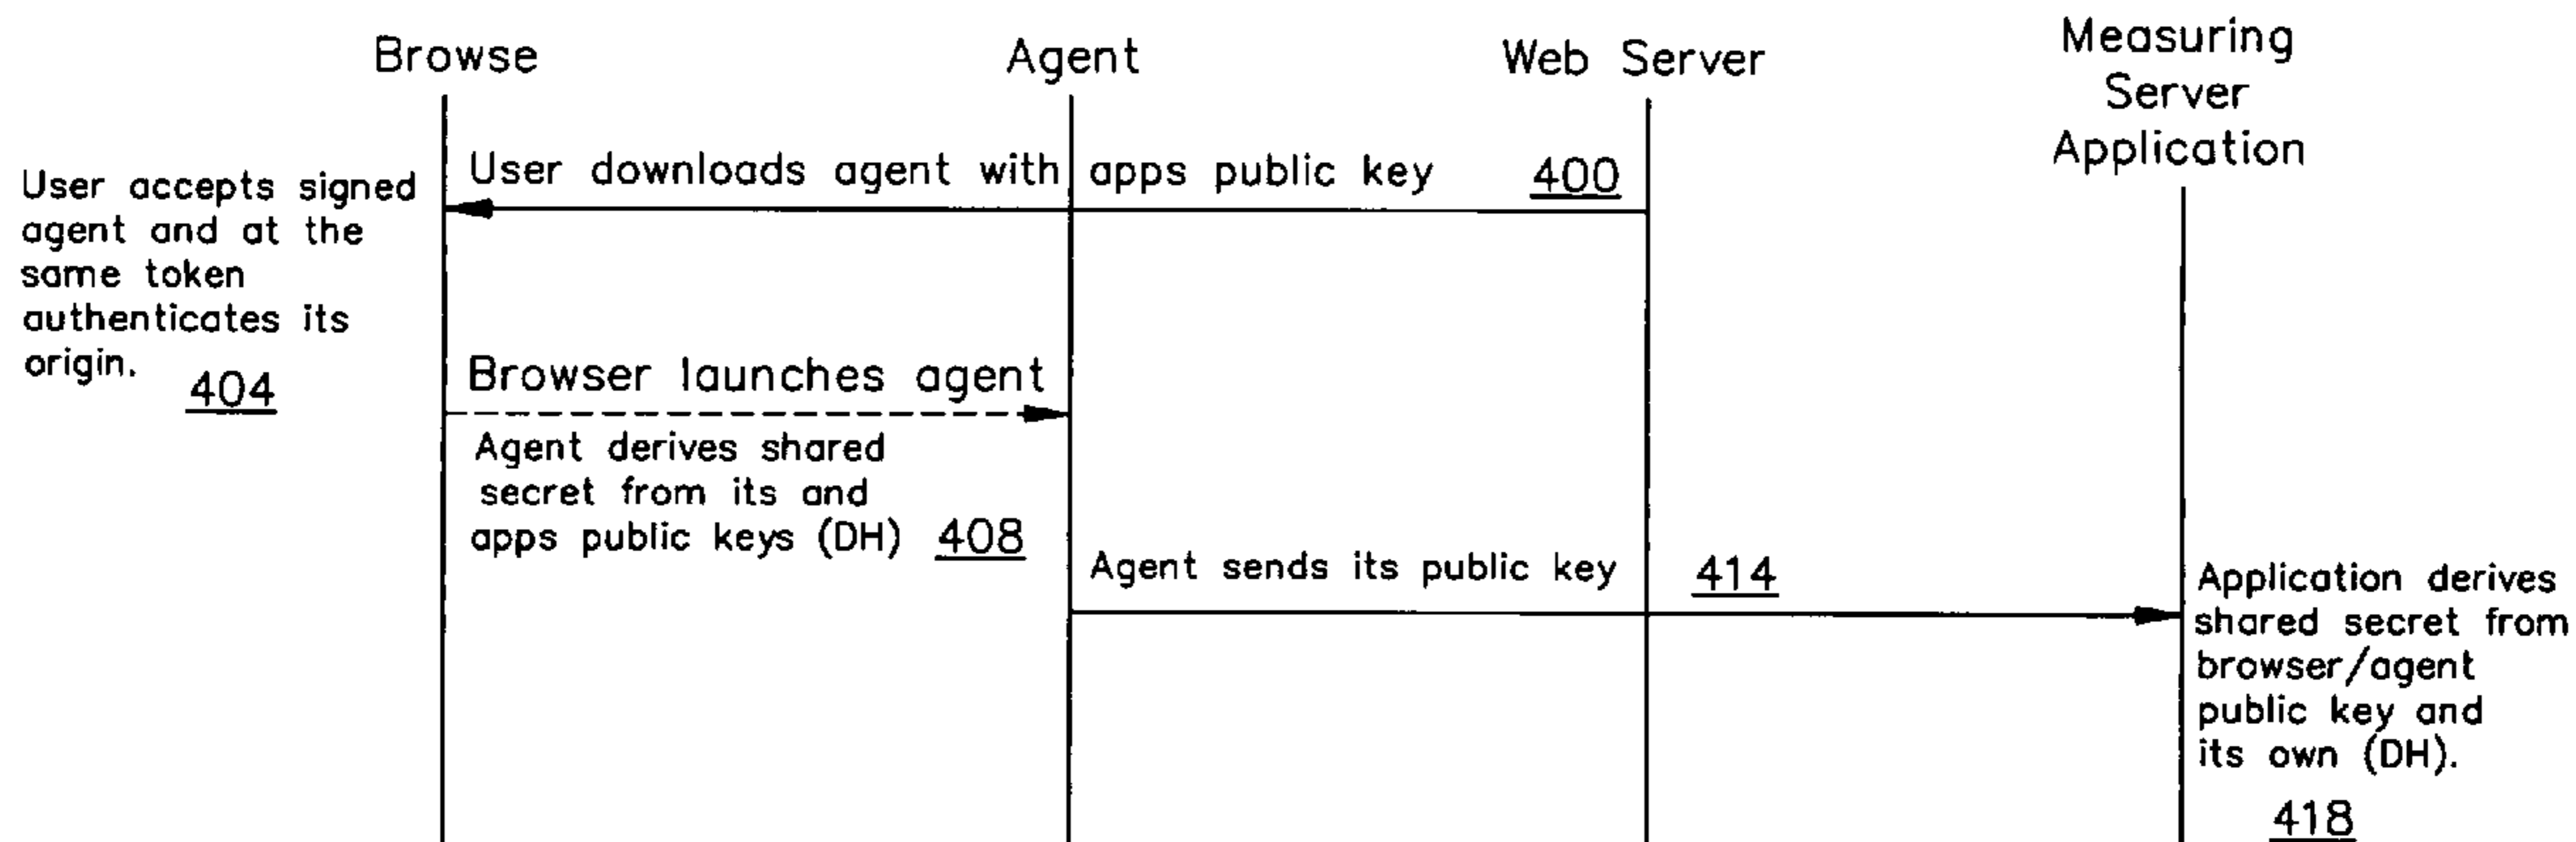 Browse
Agent
Web Server
Measuring
Server
Application
User downloads agent with apps public key 400
User accepts signed
agent and at the
same token
authenticates its
origin.
404
Browser launches agent
Agent derives shared
secret from its and
apps public keys (DH) 408
Agent sends its public key 414
Application derives
shared secret from
browser/agent
public key and
its own (DH).
418